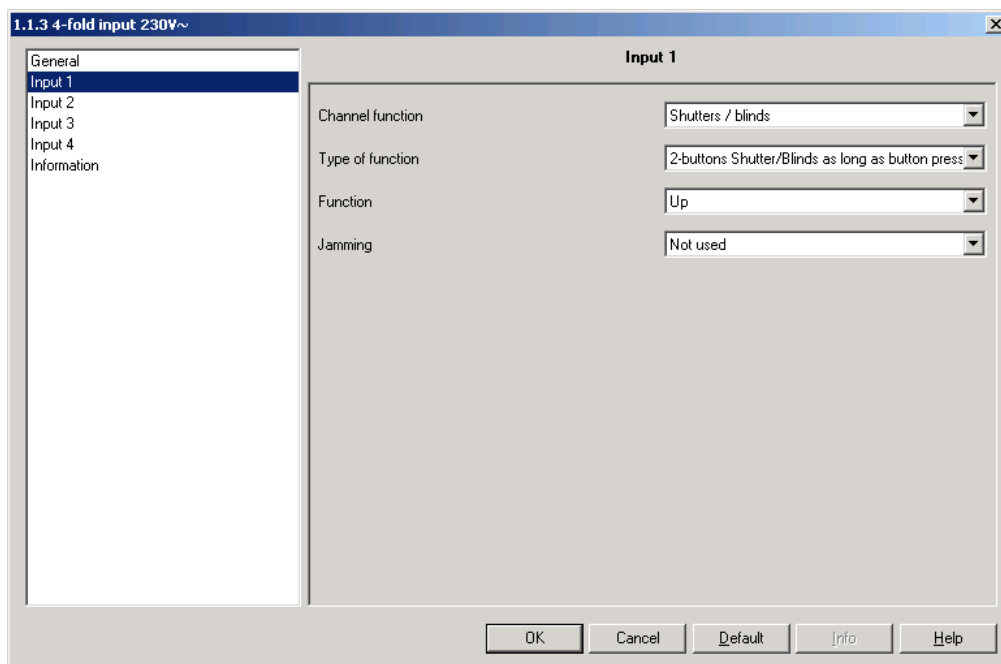 1.1.3 4-fold input 230V~
General
Input 1
Input 2
Input 3
Input 4
Information
Input 1
Channel function
Shutters / blinds
Type of function
2-buttons Shutter/Blinds as long as button press
Function
Up
Jamming
Not used
OK
Cancel
Default
Info
Help